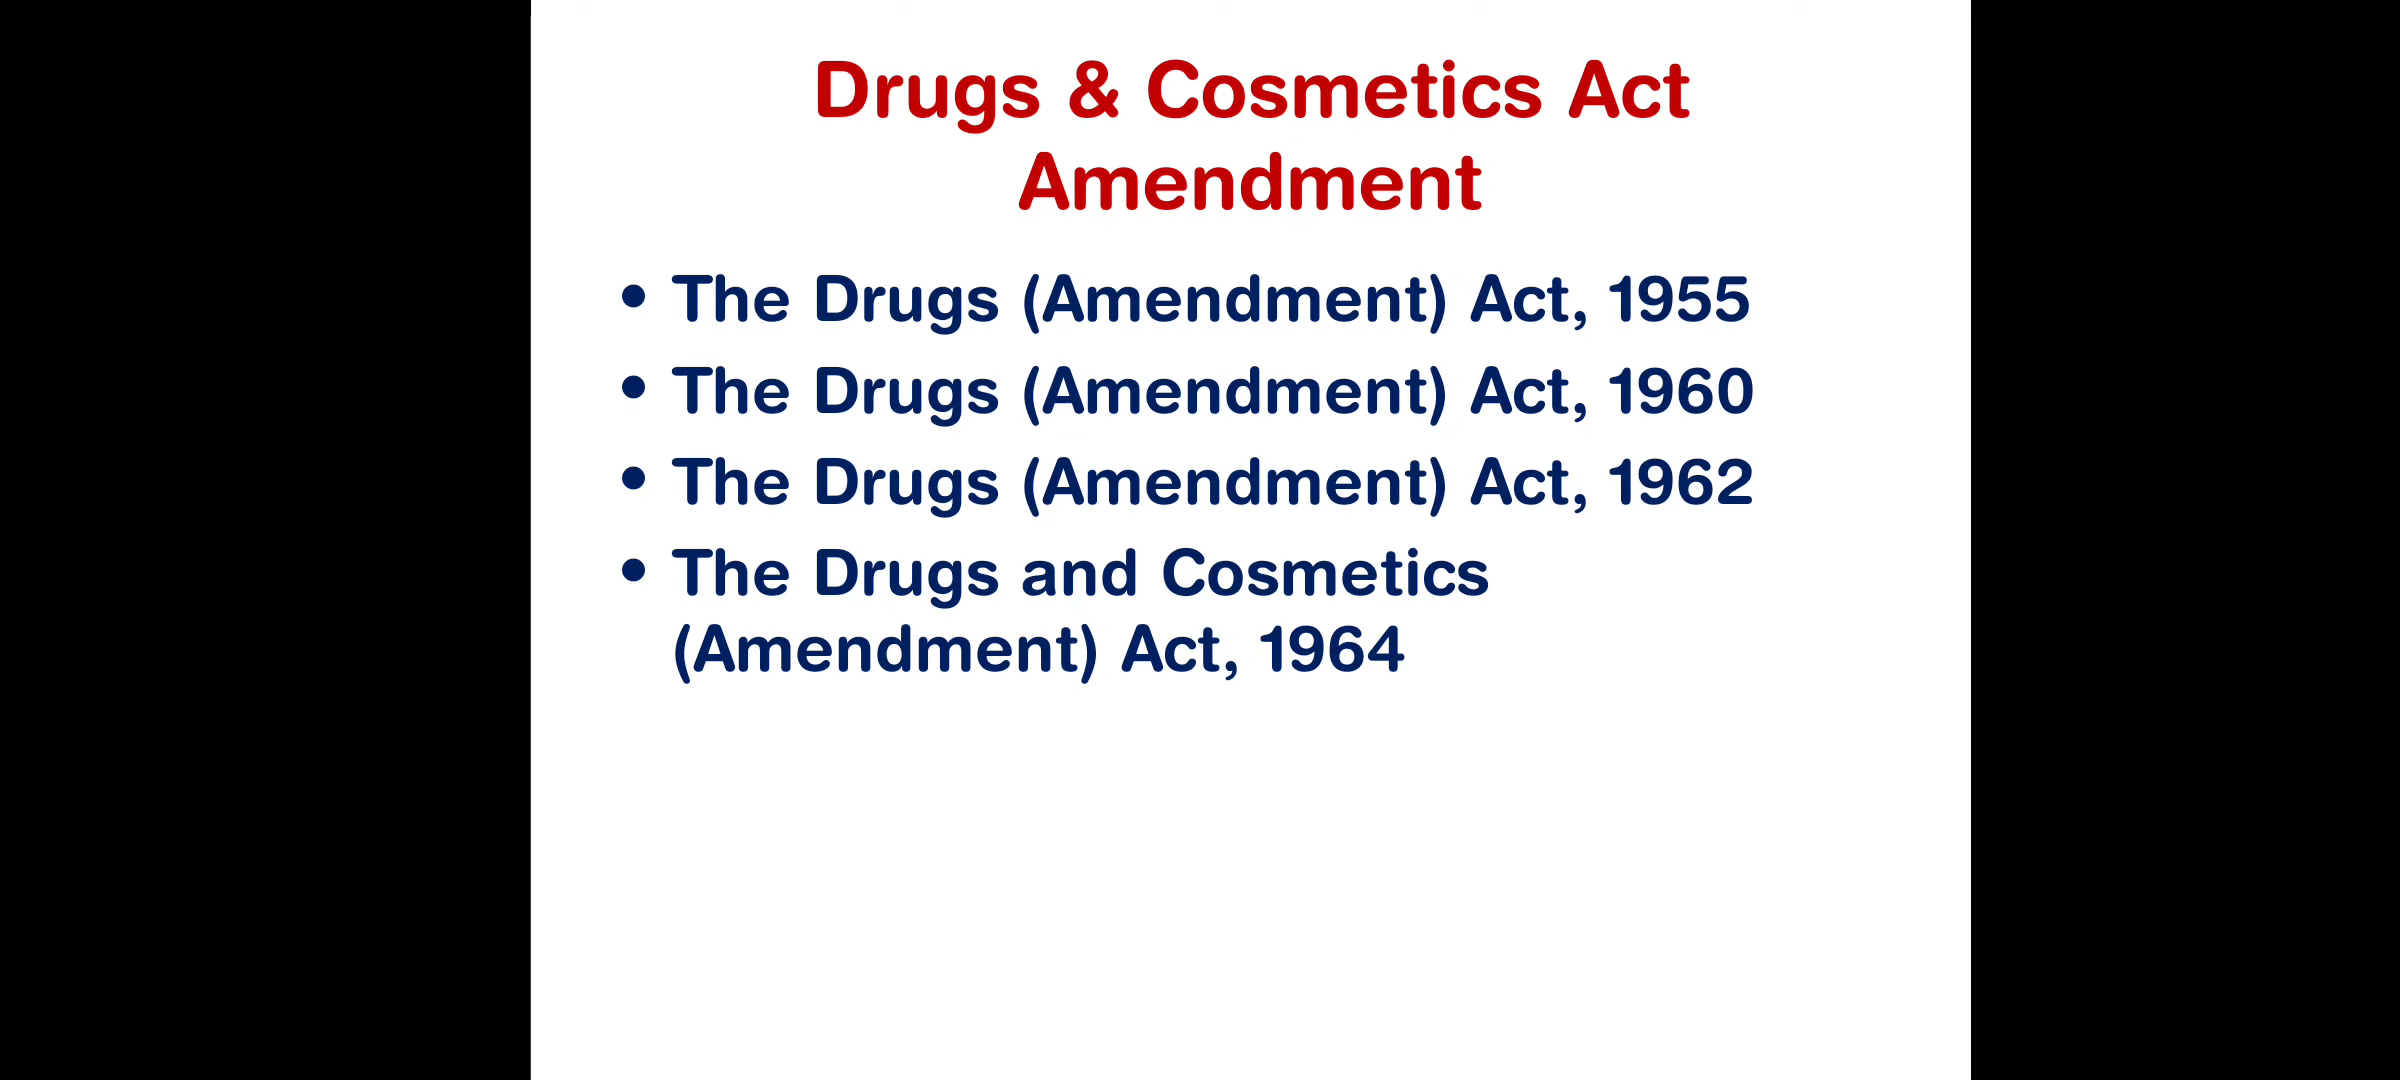 Drugs & Cosmetics Act
Amendment
• The Drugs (Amendment) Act, 1955
• The Drugs (Amendment) Act, 1960
• The Drugs (Amendment) Act, 1962
• The Drugs and Cosmetics
(Amendment) Act, 1964